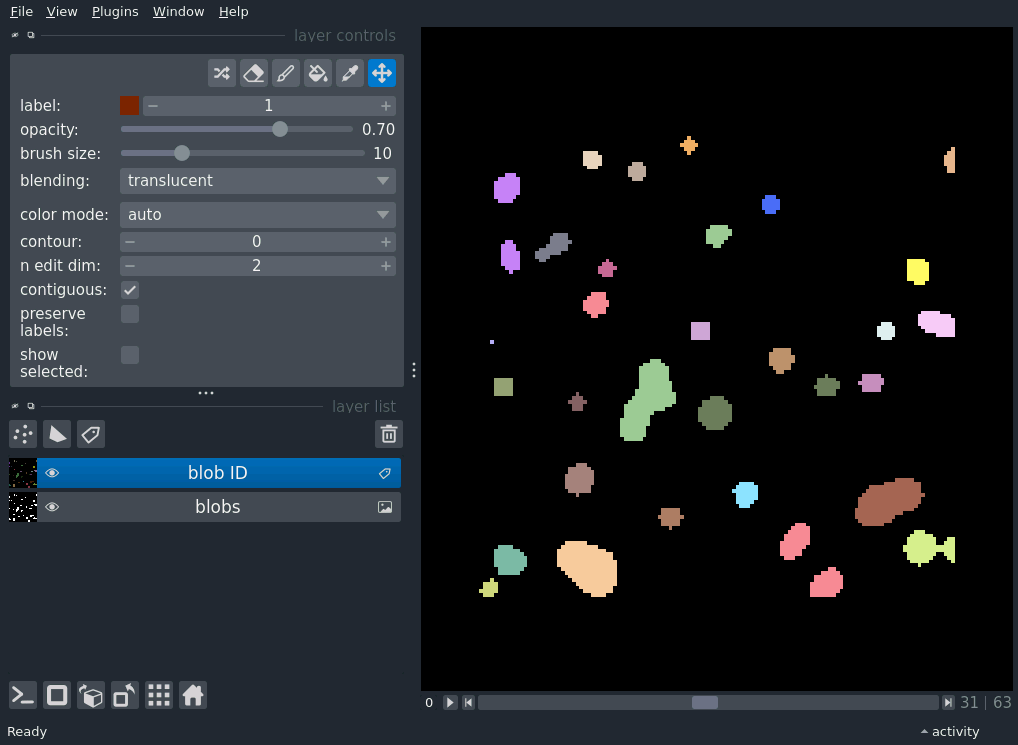 File View Plugins Window Help
layer controls
label: 1
opacity: 0.70
brush size: 10
blending: translucent
color mode: auto
contour: 0
n edit dim: 2
contiguous:
preserve
labels:
show
selected:
layer list
blob ID
blobs
0 31 | 63
Ready activity